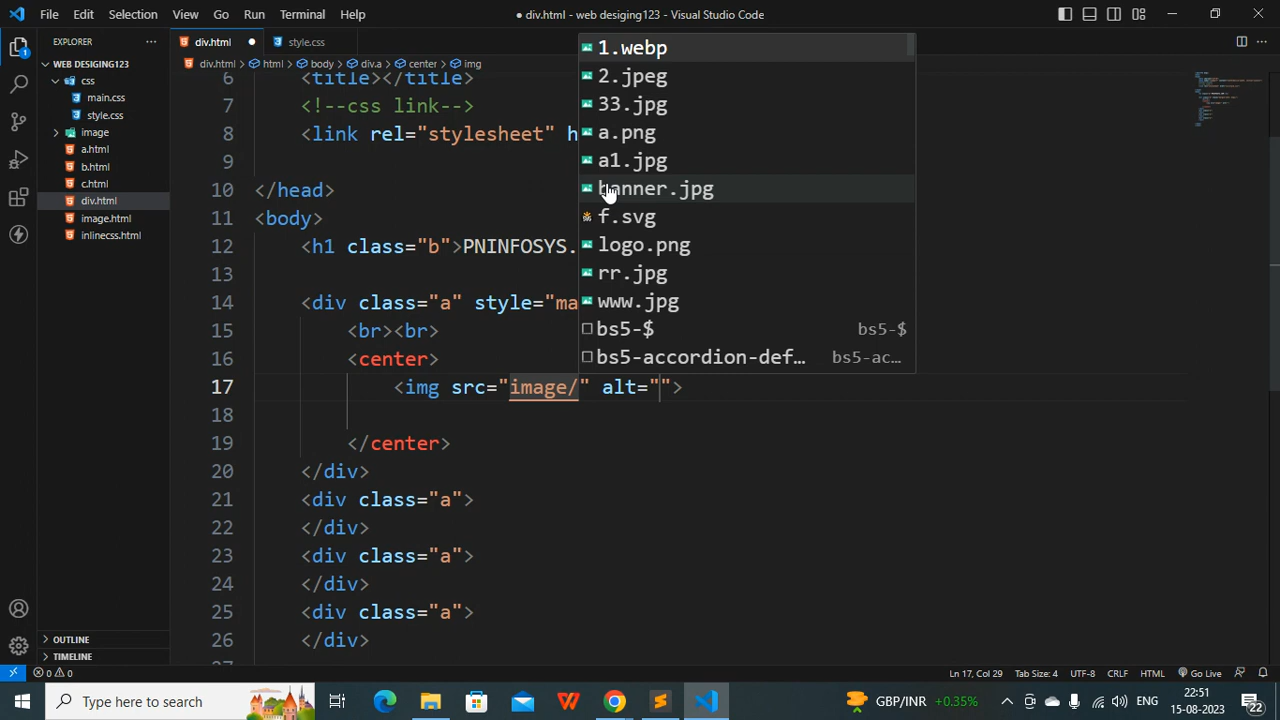 File Edit Selection View Go Run Terminal Help
● div.html - web desiging123 - Visual Studio Code
EXPLORER ...
div.html ●
style.css
WEB DESIGING123
div.html > html > body > div.a > center > img
css
main.css
style.css
image
a.html
b.html
c.html
div.html
image.html
inlinecss.html
6 <title></title>
7 <!--css link-->
8 <link rel="stylesheet" h
9
10 </head>
11 <body>
12 <h1 class="b">PNINFOSYS.
13
14 <div class="a" style="ma
15 <br><br>
16 <center>
17 <img src="image/" alt="">
18
19 </center>
20 </div>
21 <div class="a">
22 </div>
23 <div class="a">
24 </div>
25 <div class="a">
26 </div>
1.webp
2.jpeg
33.jpg
a.png
a1.jpg
banner.jpg
f.svg
logo.png
rr.jpg
www.jpg
bs5-$ bs5-$
bs5-accordion-def... bs5-ac...
OUTLINE
TIMELINE
0 0
Ln 17, Col 29 Tab Size: 4 UTF-8 CRLF HTML Go Live
Type here to search
GBP/INR +0.35%
ENG
22:51
15-08-2023
22
1